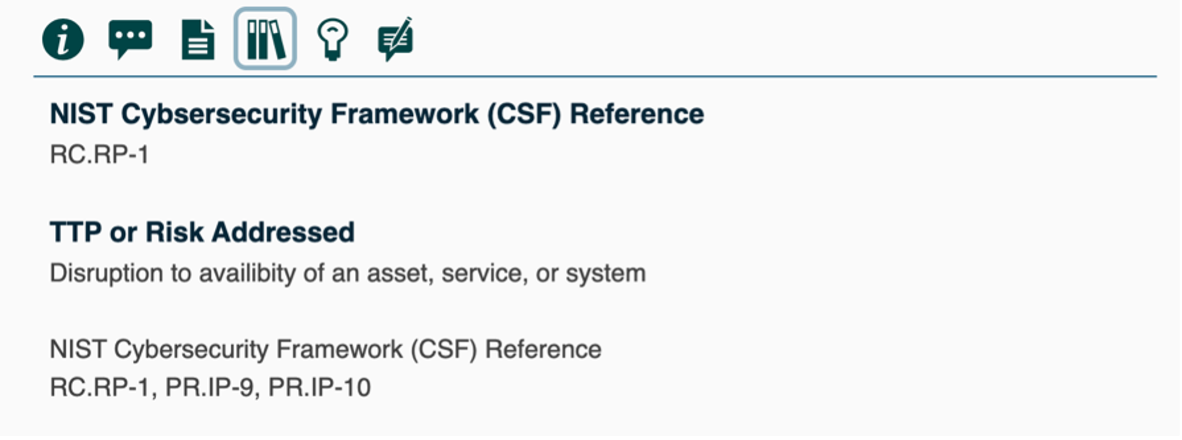 NIST Cybsersecurity Framework (CSF) Reference
RC.RP-1
TTP or Risk Addressed
Disruption to availibity of an asset, service, or system
NIST Cybersecurity Framework (CSF) Reference
RC.RP-1, PR.IP-9, PR.IP-10